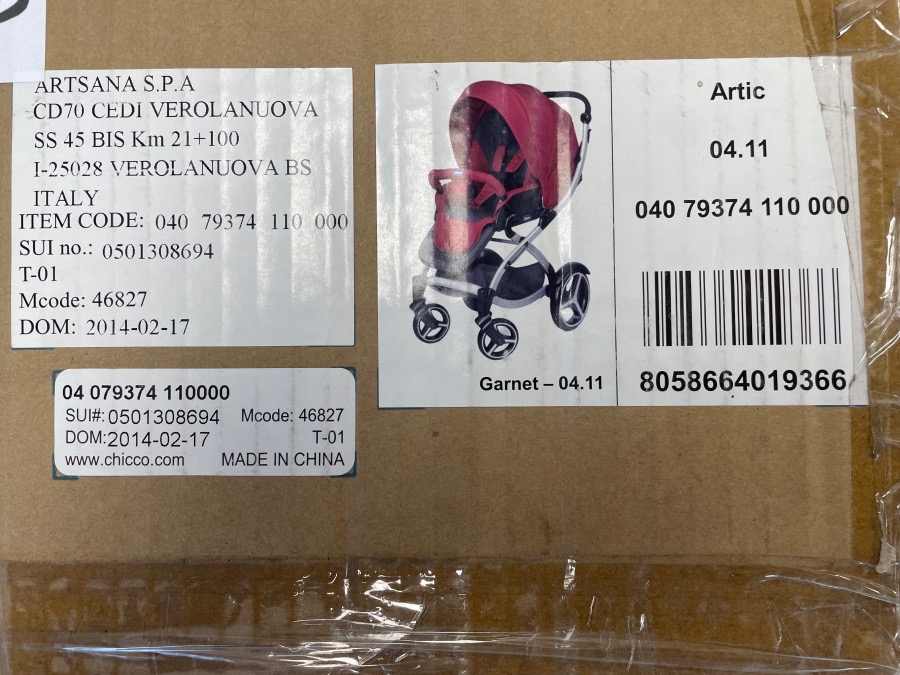 ARTSANA S.P.A
CD70 CEDI VEROLANUOVA
SS 45 BIS Km 21+100
I-25028 VEROLANUOVA BS
ITALY
ITEM CODE: 040 79374 110 000
SUI no.: 0501308694
T-01
Mcode: 46827
DOM: 2014-02-17
04 079374 110000
SUI#: 0501308694 Mcode: 46827
DOM: 2014-02-17 T-01
www.chicco.com MADE IN CHINA
Garnet – 04.11
Artic
04.11
040 79374 110 000
8058664019366